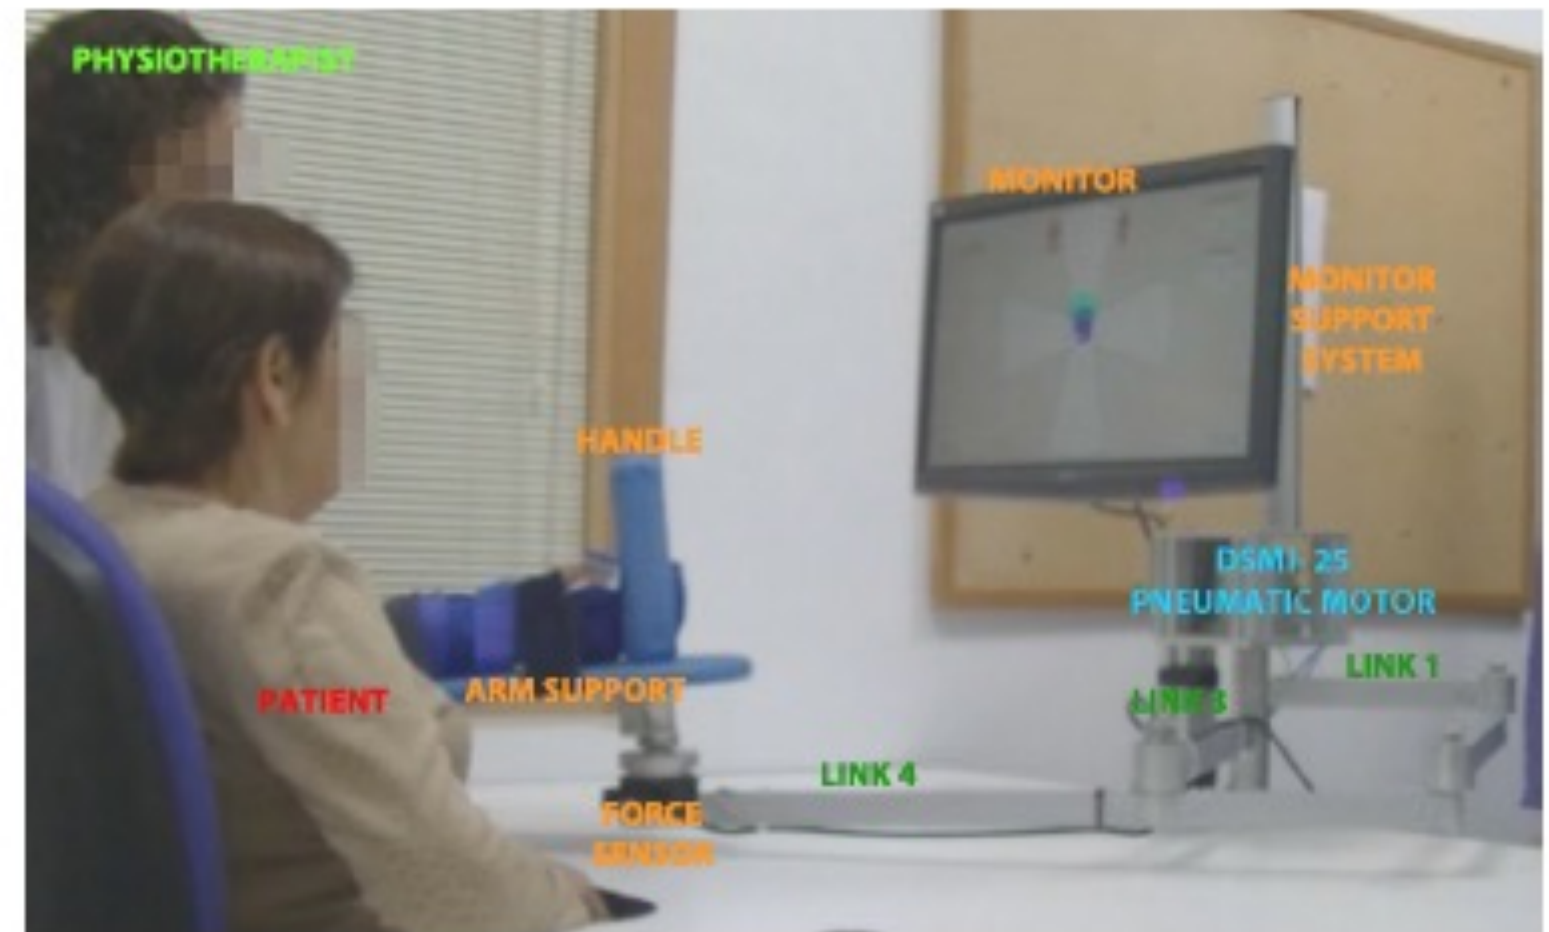 PHYSIOTHERAPIST
MONITOR
MONITOR
SUPPORT
SYSTEM
HANDLE
DSMI- 25
PNEUMATIC MOTOR
LINK 1
PATIENT
ARM SUPPORT
LINK 3
LINK 4
FORCE
SENSOR